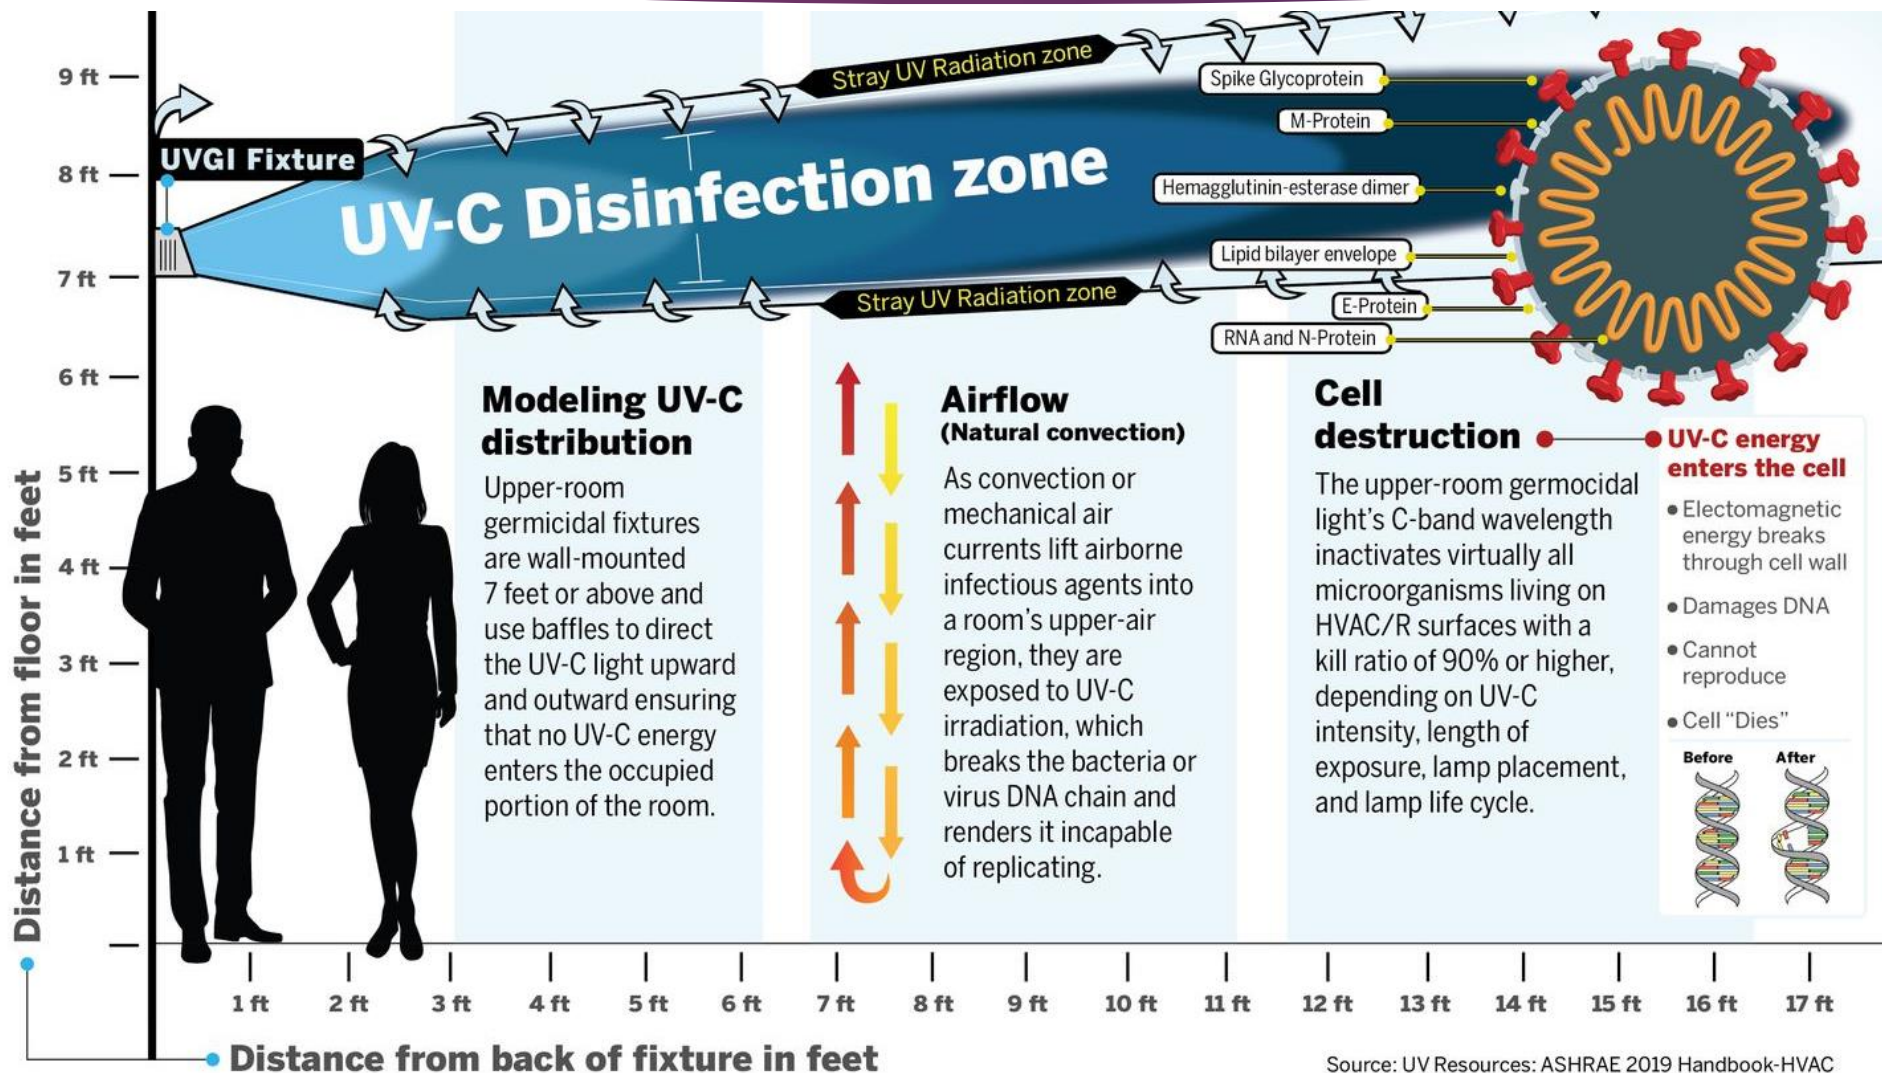 9 ft
8 ft
7 ft
6 ft
5 ft
4 ft
3 ft
2 ft
1 ft
Distance from floor in feet
UVGI Fixture
UV-C Disinfection zone
Stray UV Radiation zone
Stray UV Radiation zone
Spike Glycoprotein
M-Protein
Hemagglutinin-esterase dimer
Lipid bilayer envelope
E-Protein
RNA and N-Protein
Modeling UV-C
distribution
Upper-room
germicidal fixtures
are wall-mounted
7 feet or above and
use baffles to direct
the UV-C light upward
and outward ensuring
that no UV-C energy
enters the occupied
portion of the room.
Airflow
(Natural convection)
As convection or
mechanical air
currents lift airborne
infectious agents into
a room's upper-air
region, they are
exposed to UV-C
irradiation, which
breaks the bacteria or
virus DNA chain and
renders it incapable
of replicating.
Cell
destruction
The upper-room germocidal
light's C-band wavelength
inactivates virtually all
microorganisms living on
HVAC/R surfaces with a
kill ratio of 90% or higher,
depending on UV-C
intensity, length of
exposure, lamp placement,
and lamp life cycle.
UV-C energy
enters the cell
• Electomagnetic
energy breaks
through cell wall
• Damages DNA
• Cannot
reproduce
• Cell “Dies”
Before After
1 ft 2 ft 3 ft 4 ft 5 ft 6 ft 7 ft 8 ft 9 ft 10 ft 11 ft 12 ft 13 ft 14 ft 15 ft 16 ft 17 ft
Distance from back of fixture in feet
Source: UV Resources: ASHRAE 2019 Handbook-HVAC